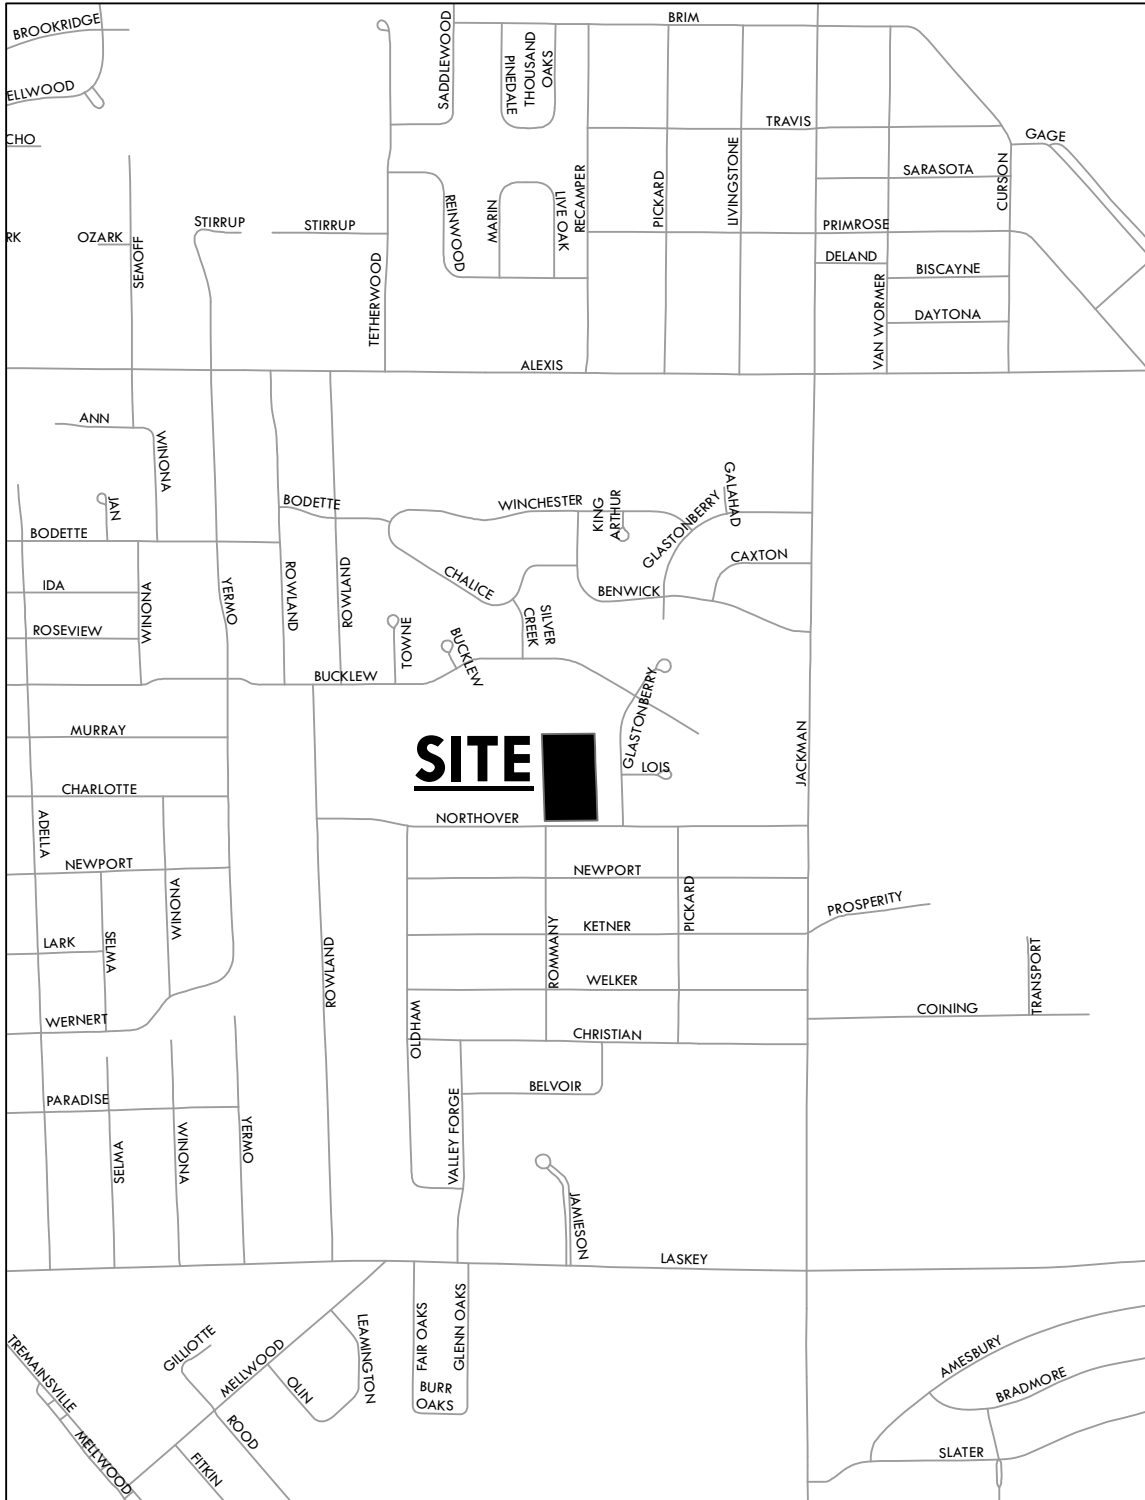 BROOKRIDGE
SADDLEWOOD
BRIM
PINEDALE
THOUSAND
OAKS
ELLWOOD
TRAVIS
GAGE
CHO
SARASOTA
CURSON
LIVINGSTONE
PICKARD
RECAMPER
LIVE OAK
MARIN
REINWOOD
STIRRUP
STIRRUP
PRIMROSE
RK
OZARK
SEMOFF
DELAND
BISCAYNE
TETHERWOOD
VAN WORMER
DAYTONA
ALEXIS
ANN
WINONA
JAN
BODETTE
WINCHESTER
KING
ARTHUR
GLASTONBERRY
GALAHAD
BODETTE
CAXTON
IDA
WINONA
YERMO
ROWLAND
ROWLAND
CHALICE
BENWICK
ROSEVIEW
TOWNE
BUCKLEW
SILVER
CREEK
BUCKLEW
GLASTONBERRY
MURRAY
SITE
LOIS
JACKMAN
CHARLOTTE
ADELLA
NORTHOVER
NEWPORT
NEWPORT
WINONA
PICKARD
PROSPERITY
LARK
SELMA
ROWLAND
ROMMANY
KETNER
WELKER
TRANSPORT
COINING
WERNERT
OLDHAM
CHRISTIAN
PARADISE
BELVOIR
SELMA
WINONA
YERMO
VALLEY FORGE
JAMIESON
LASKEY
TREMAINSVILLE
GILLIOTTE
MELLWOOD
LEAMINGTON
FAIR OAKS
GLENN OAKS
AMESBURY
OLIN
BURR
OAKS
BRADMORE
MELLWOOD
ROOD
FITKIN
SLATER